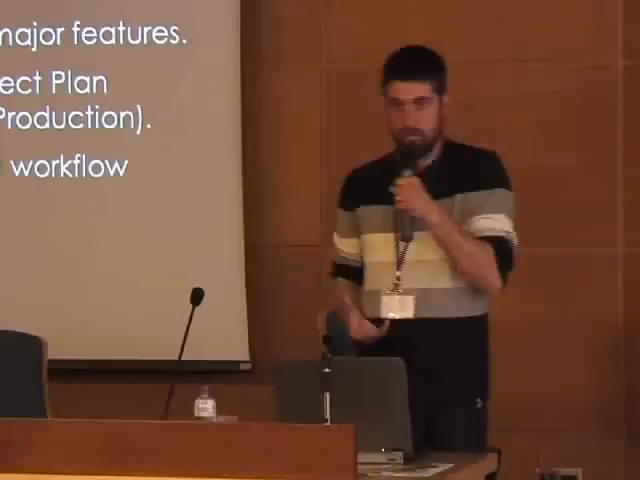 major features.
ect Plan
Production).
workflow